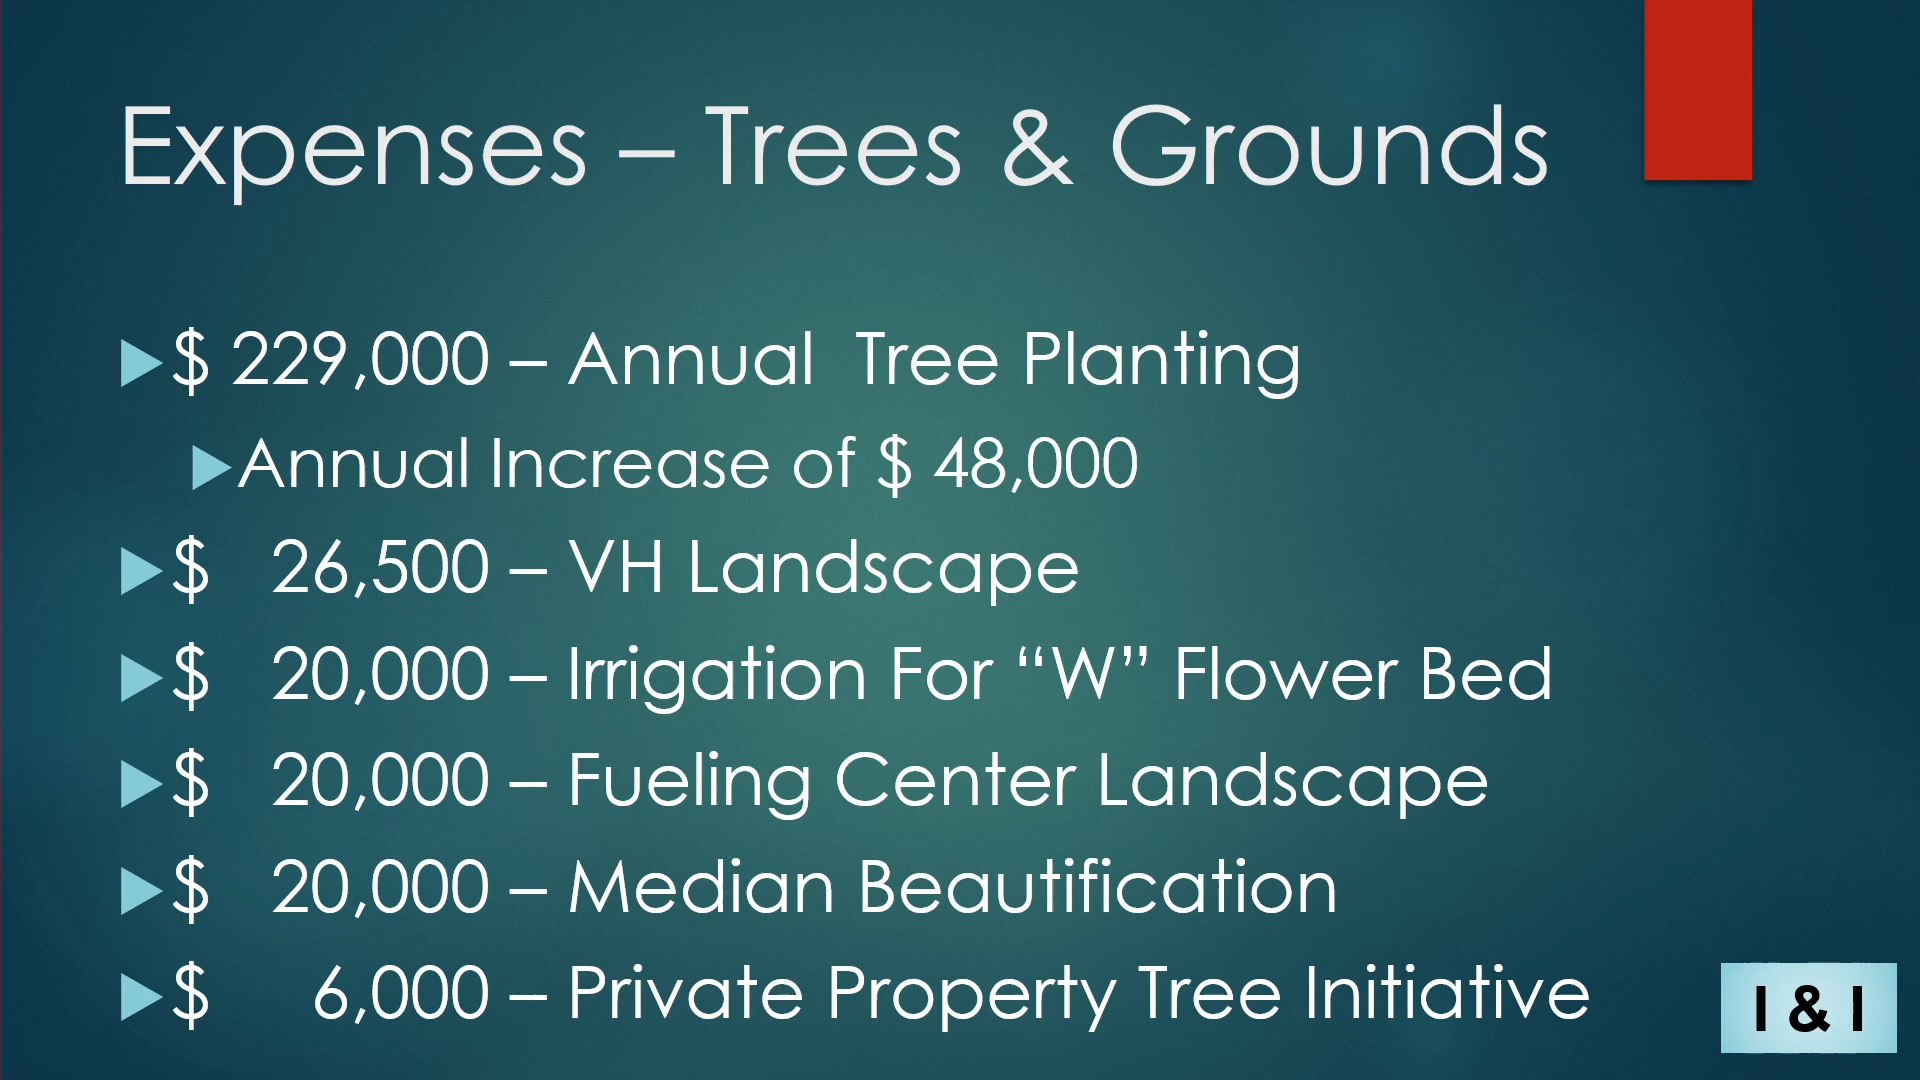 Expenses – Trees & Grounds
$ 229,000 – Annual  Tree Planting
Annual Increase of $ 48,000
$   26,500 – VH Landscape
$   20,000 – Irrigation For “W” Flower Bed
$   20,000 – Fueling Center Landscape
$   20,000 – Median Beautification
$     6,000 – Private Property Tree Initiative
I & I